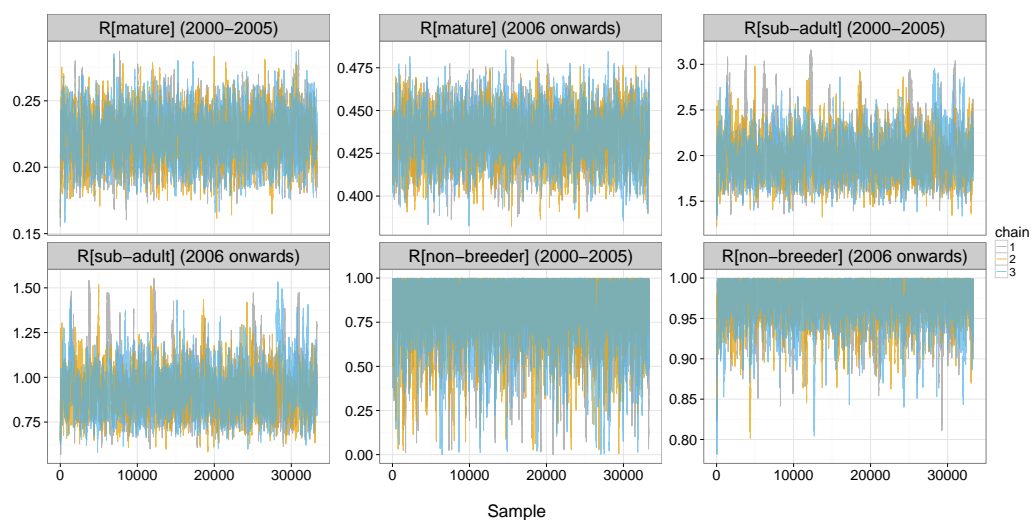 R[mature] (2000−2005)
R[mature] (2006 onwards)
R[sub−adult] (2000−2005)
0.25
0.20
0.15
0.475
0.450
0.425
0.400
3.0
2.5
2.0
1.5
R[sub−adult] (2006 onwards)
R[non−breeder] (2000−2005)
R[non−breeder] (2006 onwards)
1.50
1.25
1.00
0.75
1.00
0.75
0.50
0.25
0.00
1.00
0.95
0.90
0.85
0.80
0 10000 20000 30000
0 10000 20000 30000
0 10000 20000 30000
Sample
chain
1
2
3